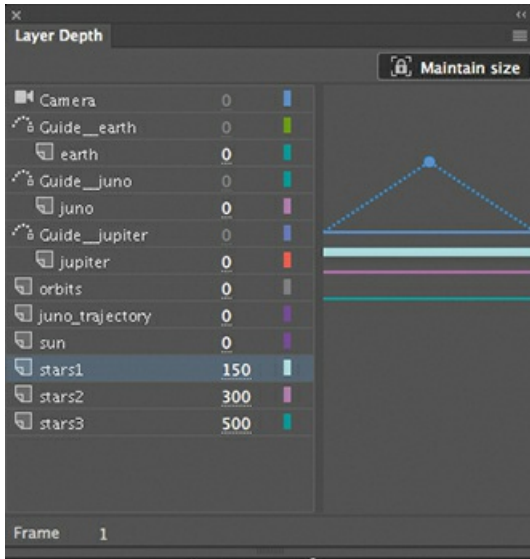 Layer Depth
Maintain size
Camera 0
Guide__earth 0
earth 0
Guide__juno 0
juno 0
Guide__jupiter 0
jupiter 0
orbits 0
juno_trajectory 0
sun 0
stars1 150
stars2 300
stars3 500
Frame 1